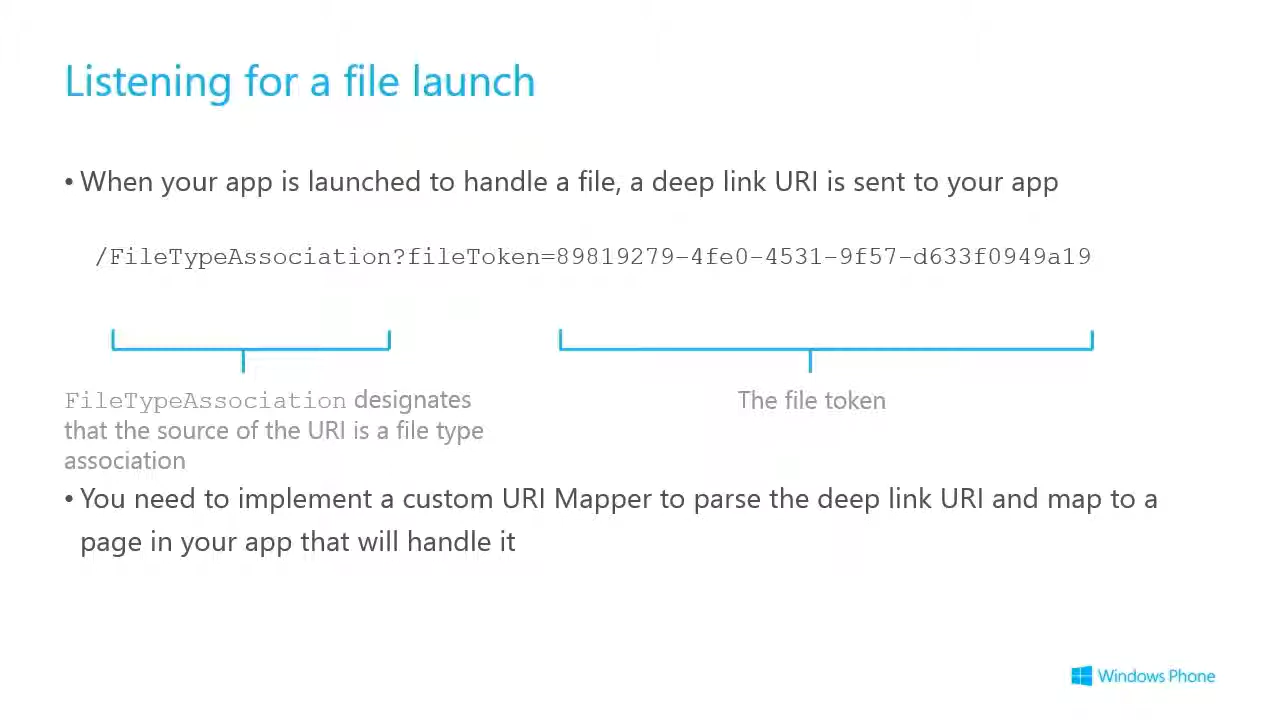 Listening for a file launch
• When your app is launched to handle a file, a deep link URI is sent to your app
/FileTypeAssociation?fileToken=89819279-4fe0-4531-9f57-d633f0949a19
FileTypeAssociation designates
that the source of the URI is a file type
association
The file token
• You need to implement a custom URI Mapper to parse the deep link URI and map to a
page in your app that will handle it
Windows Phone